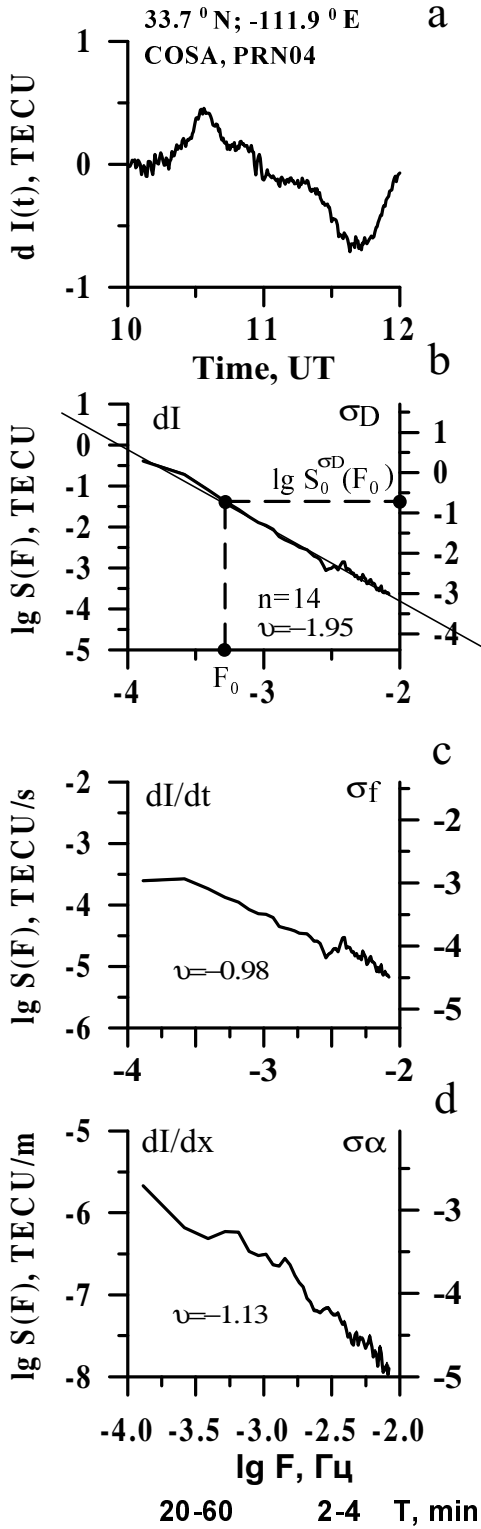 33.7 ⁰ N; -111.9 ⁰ E
a
COSA, PRN04
d I(t), TECU
1
0
-1
10 11 12
Time, UT
b
dI
σD
lg S(F), TECU
1
0
-1
-2
-3
-4
-5
1
0
-1
-2
-3
-4
lg S₀^σD(F₀)
n=14
υ=–1.95
-4 -3 -2
F₀
c
dI/dt
σf
lg S(F), TECU/s
-2
-3
-4
-5
-6
-2
-3
-4
-5
υ=–0.98
-4 -3 -2
d
dI/dx
σα
lg S(F), TECU/m
-5
-6
-7
-8
-3
-4
-5
υ=–1.13
-4.0 -3.5 -3.0 -2.5 -2.0
lg F, Гц
20-60 2-4 T, min